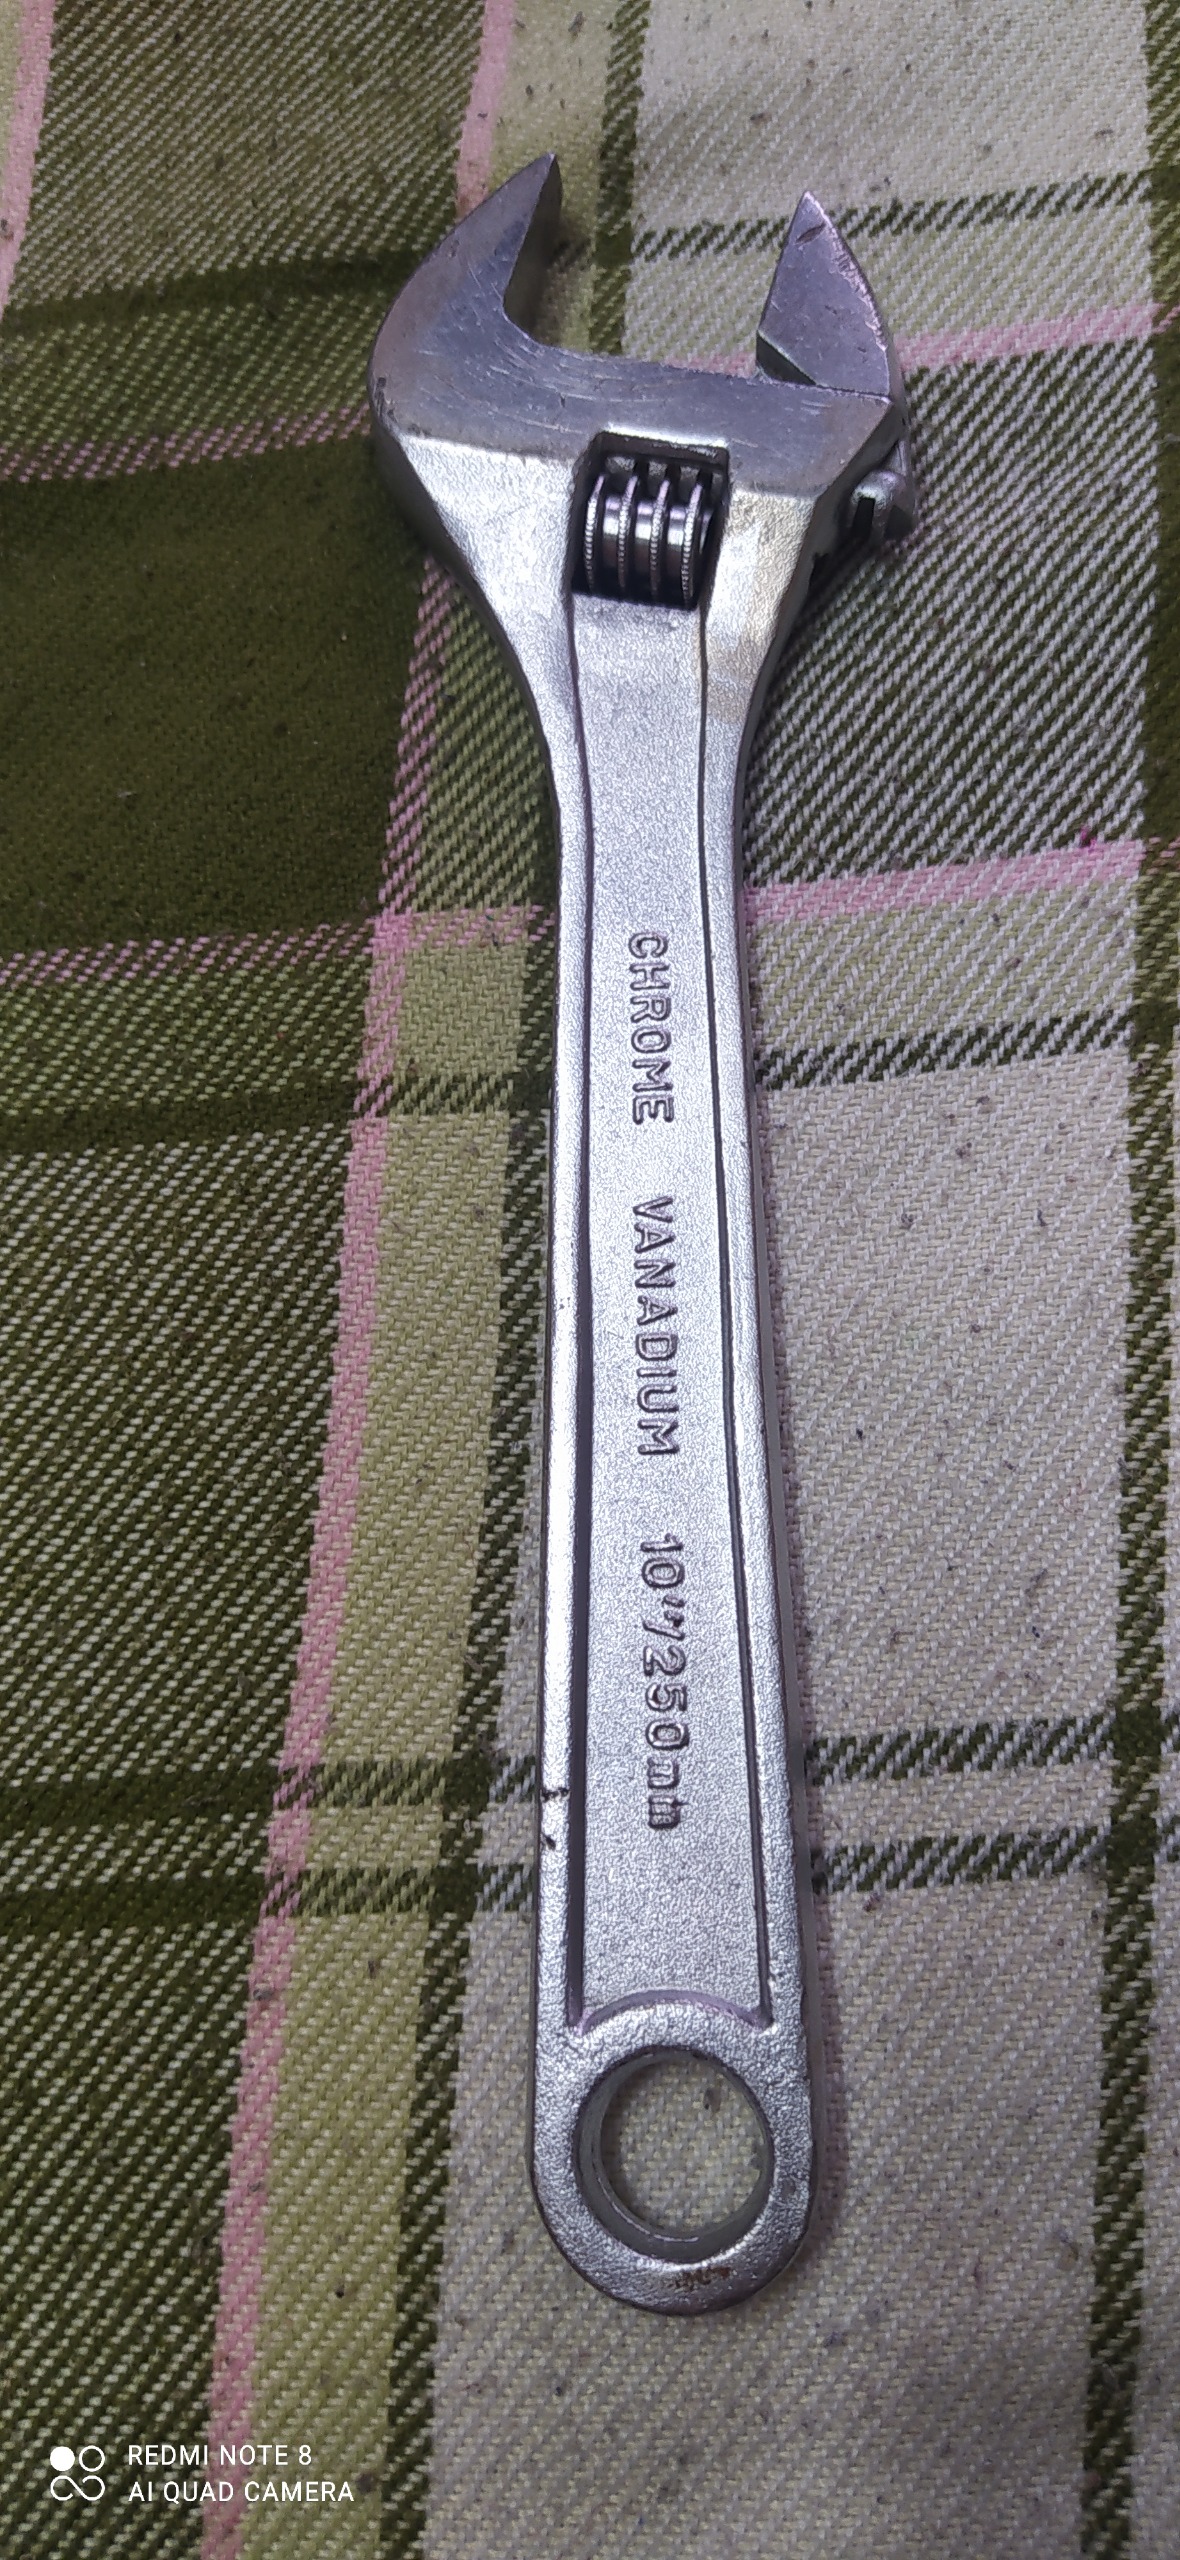 CHROME VANADIUM 10"/250mm
REDMI NOTE 8
AI QUAD CAMERA